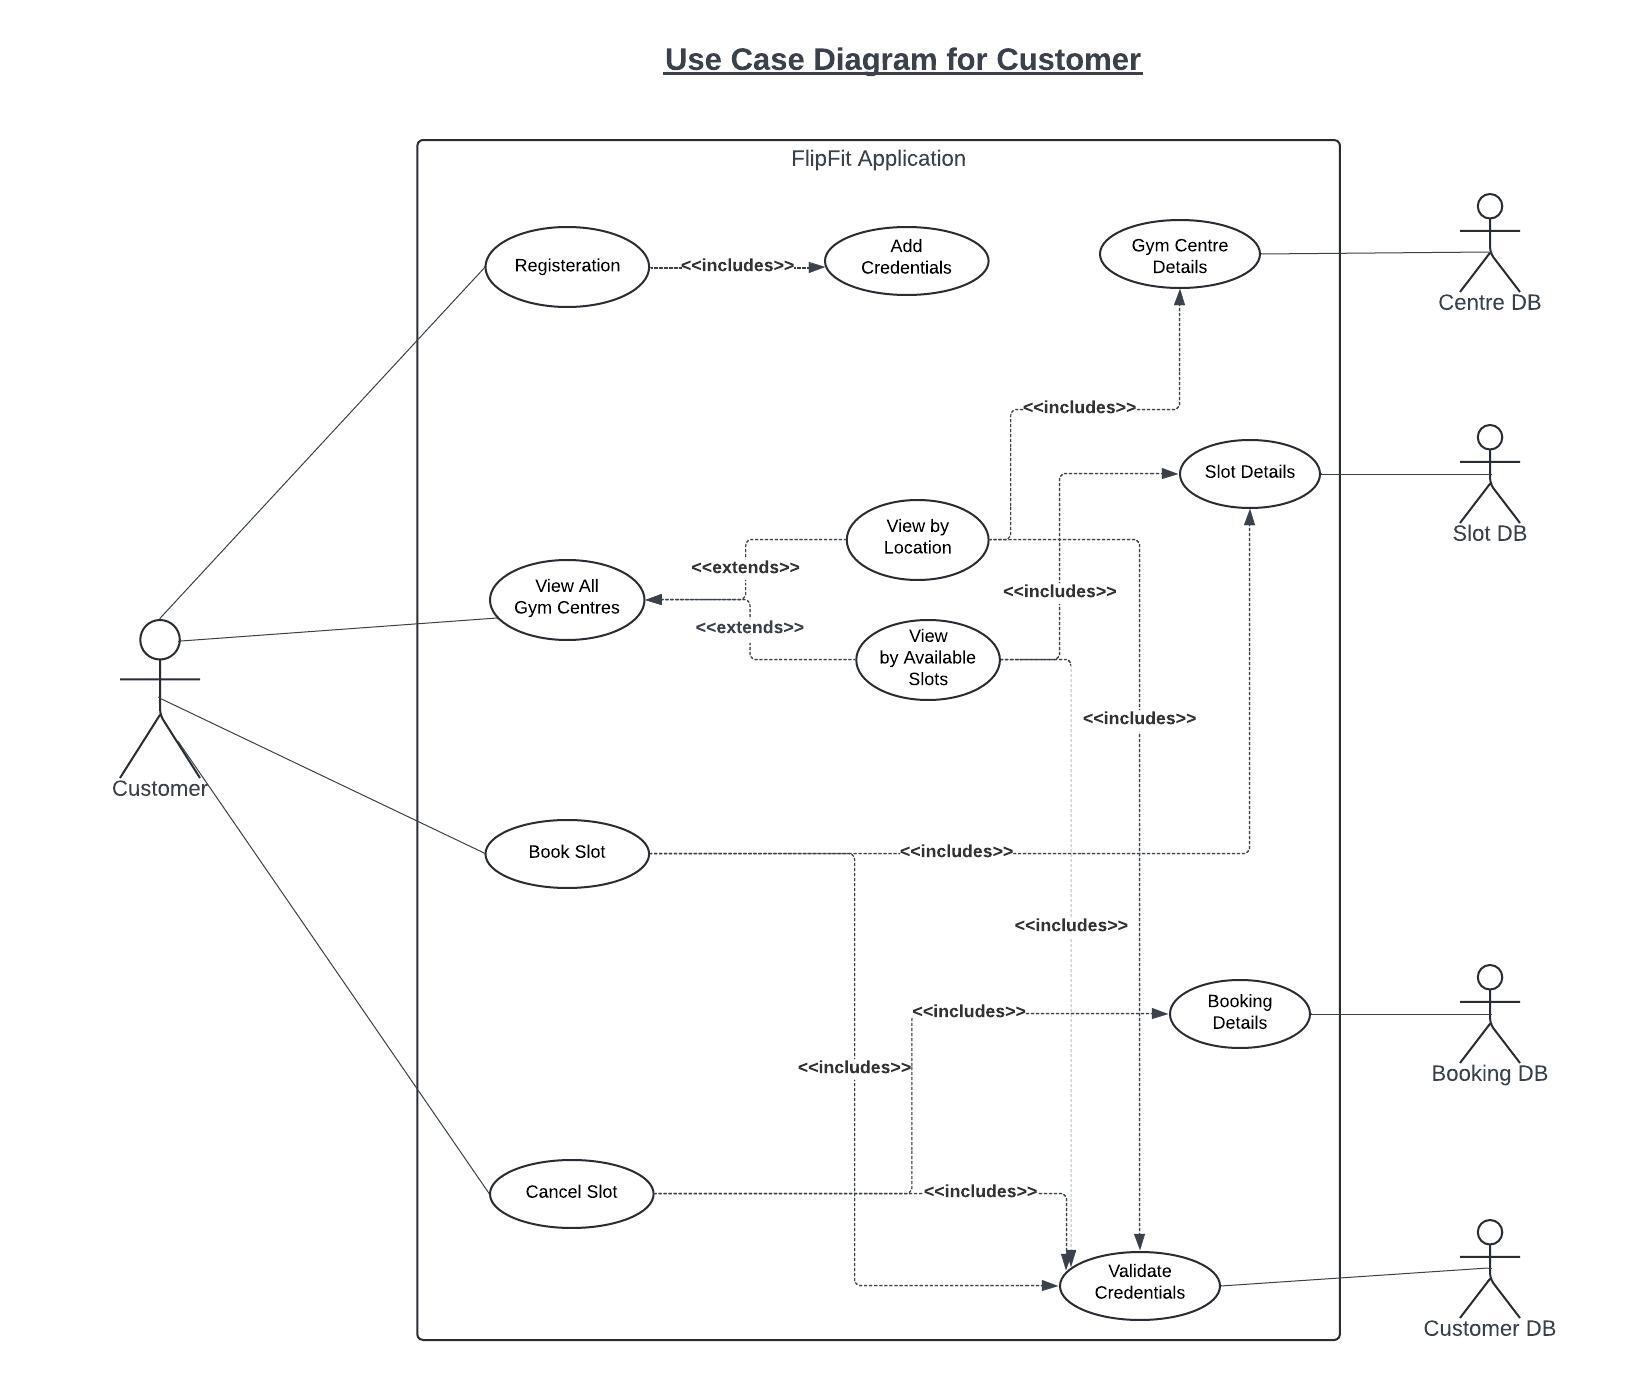 Use Case Diagram for Customer
FlipFit Application
Registeration
<<includes>>
Add
Credentials
Gym Centre
Details
Centre DB
<<includes>>
Slot Details
Slot DB
View by
Location
<<extends>>
View All
Gym Centres
<<includes>>
<<extends>>
View
by Available
Slots
<<includes>>
Customer
Book Slot
<<includes>>
<<includes>>
<<includes>>
Booking
Details
Booking DB
<<includes>>
Cancel Slot
<<includes>>
Validate
Credentials
Customer DB